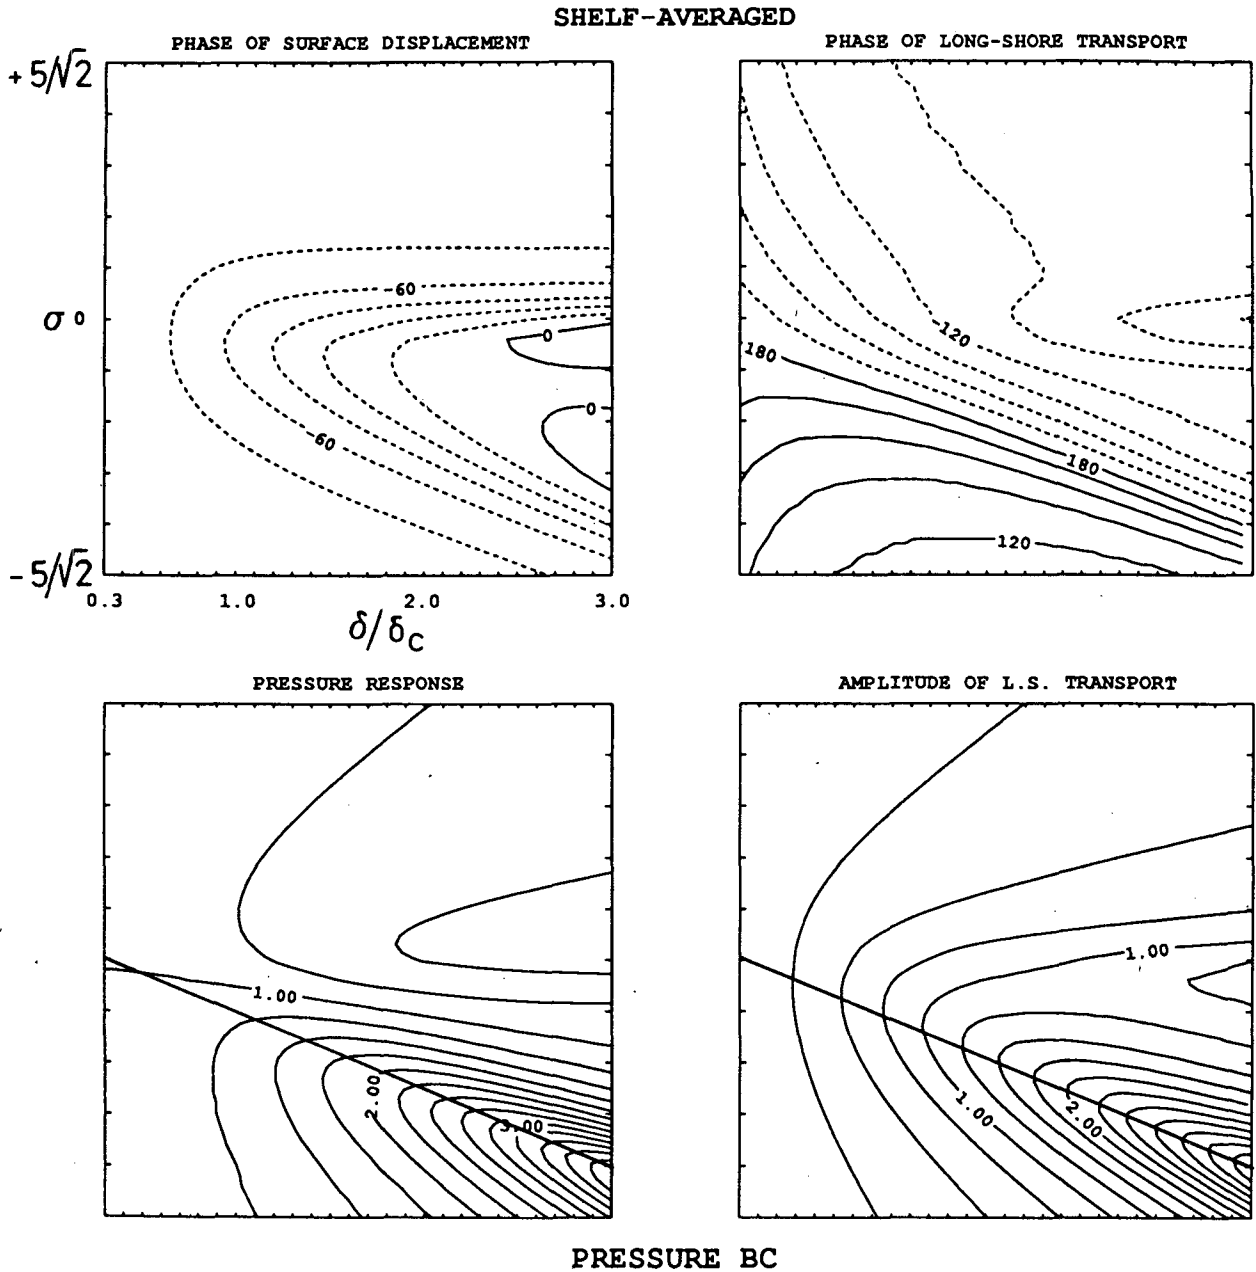 SHELF-AVERAGED
PHASE OF SURFACE DISPLACEMENT
PHASE OF LONG-SHORE TRANSPORT
+5/√2
60
0
σ 0
0
60
-5/√2
0.3 1.0 2.0 3.0
δ/δC
120
180
180
120
PRESSURE RESPONSE
AMPLITUDE OF L.S. TRANSPORT
1.00
2.00
3.00
1.00
1.00
2.00
PRESSURE BC